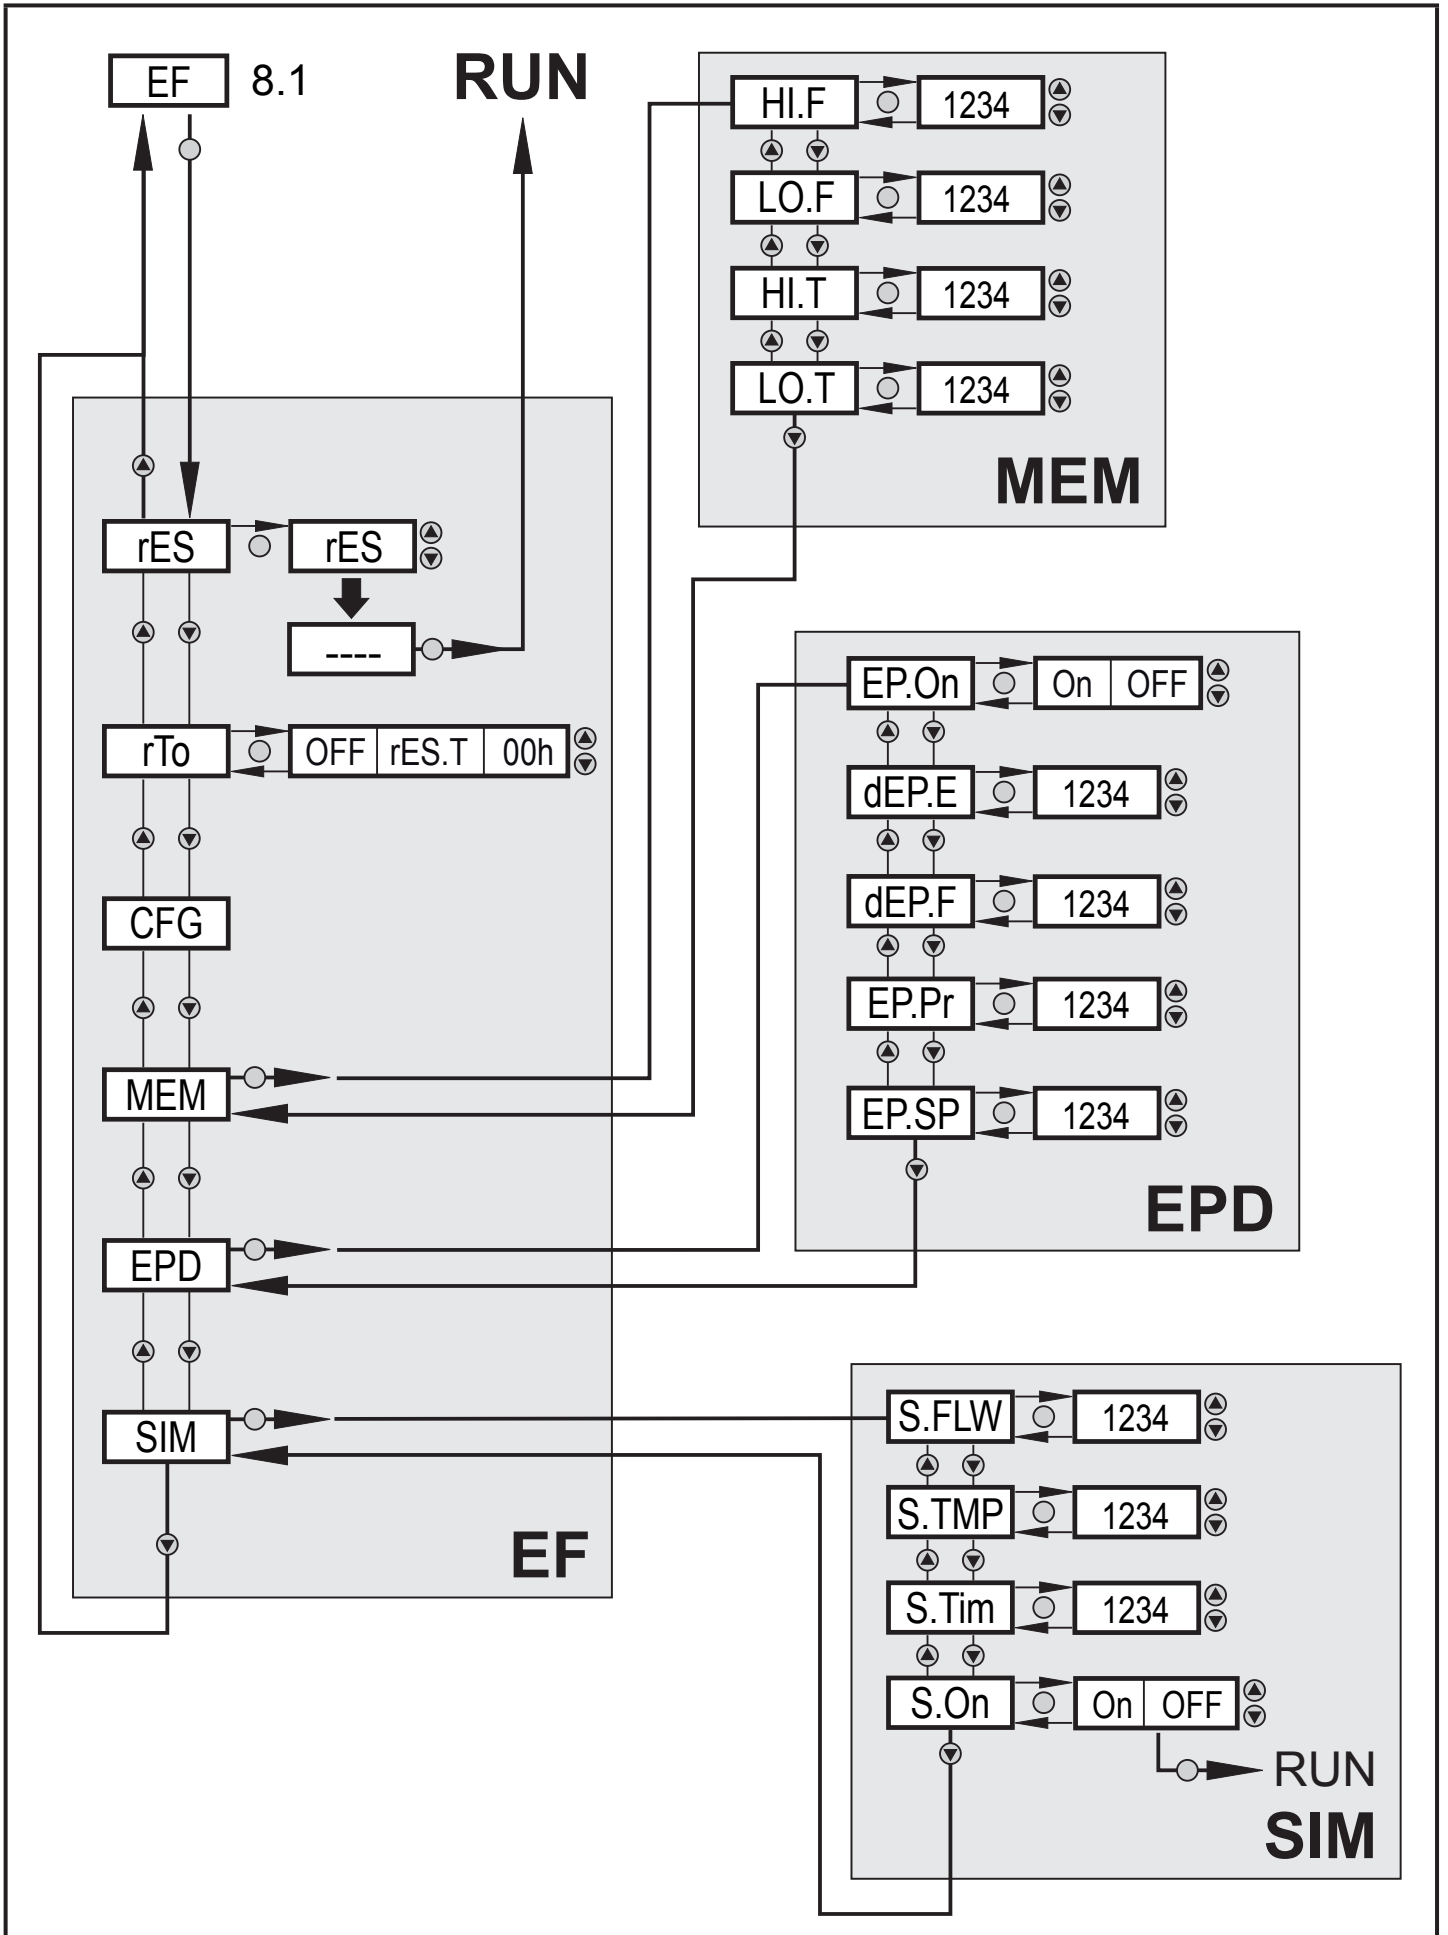 EF 8.1
RUN
HI.F 1234
LO.F 1234
HI.T 1234
LO.T 1234
MEM
rES rES
----
rTo OFF rES.T 00h
CFG
MEM
EPD
SIM
EF
EP.On On OFF
dEP.E 1234
dEP.F 1234
EP.Pr 1234
EP.SP 1234
EPD
S.FLW 1234
S.TMP 1234
S.Tim 1234
S.On On OFF
RUN
SIM